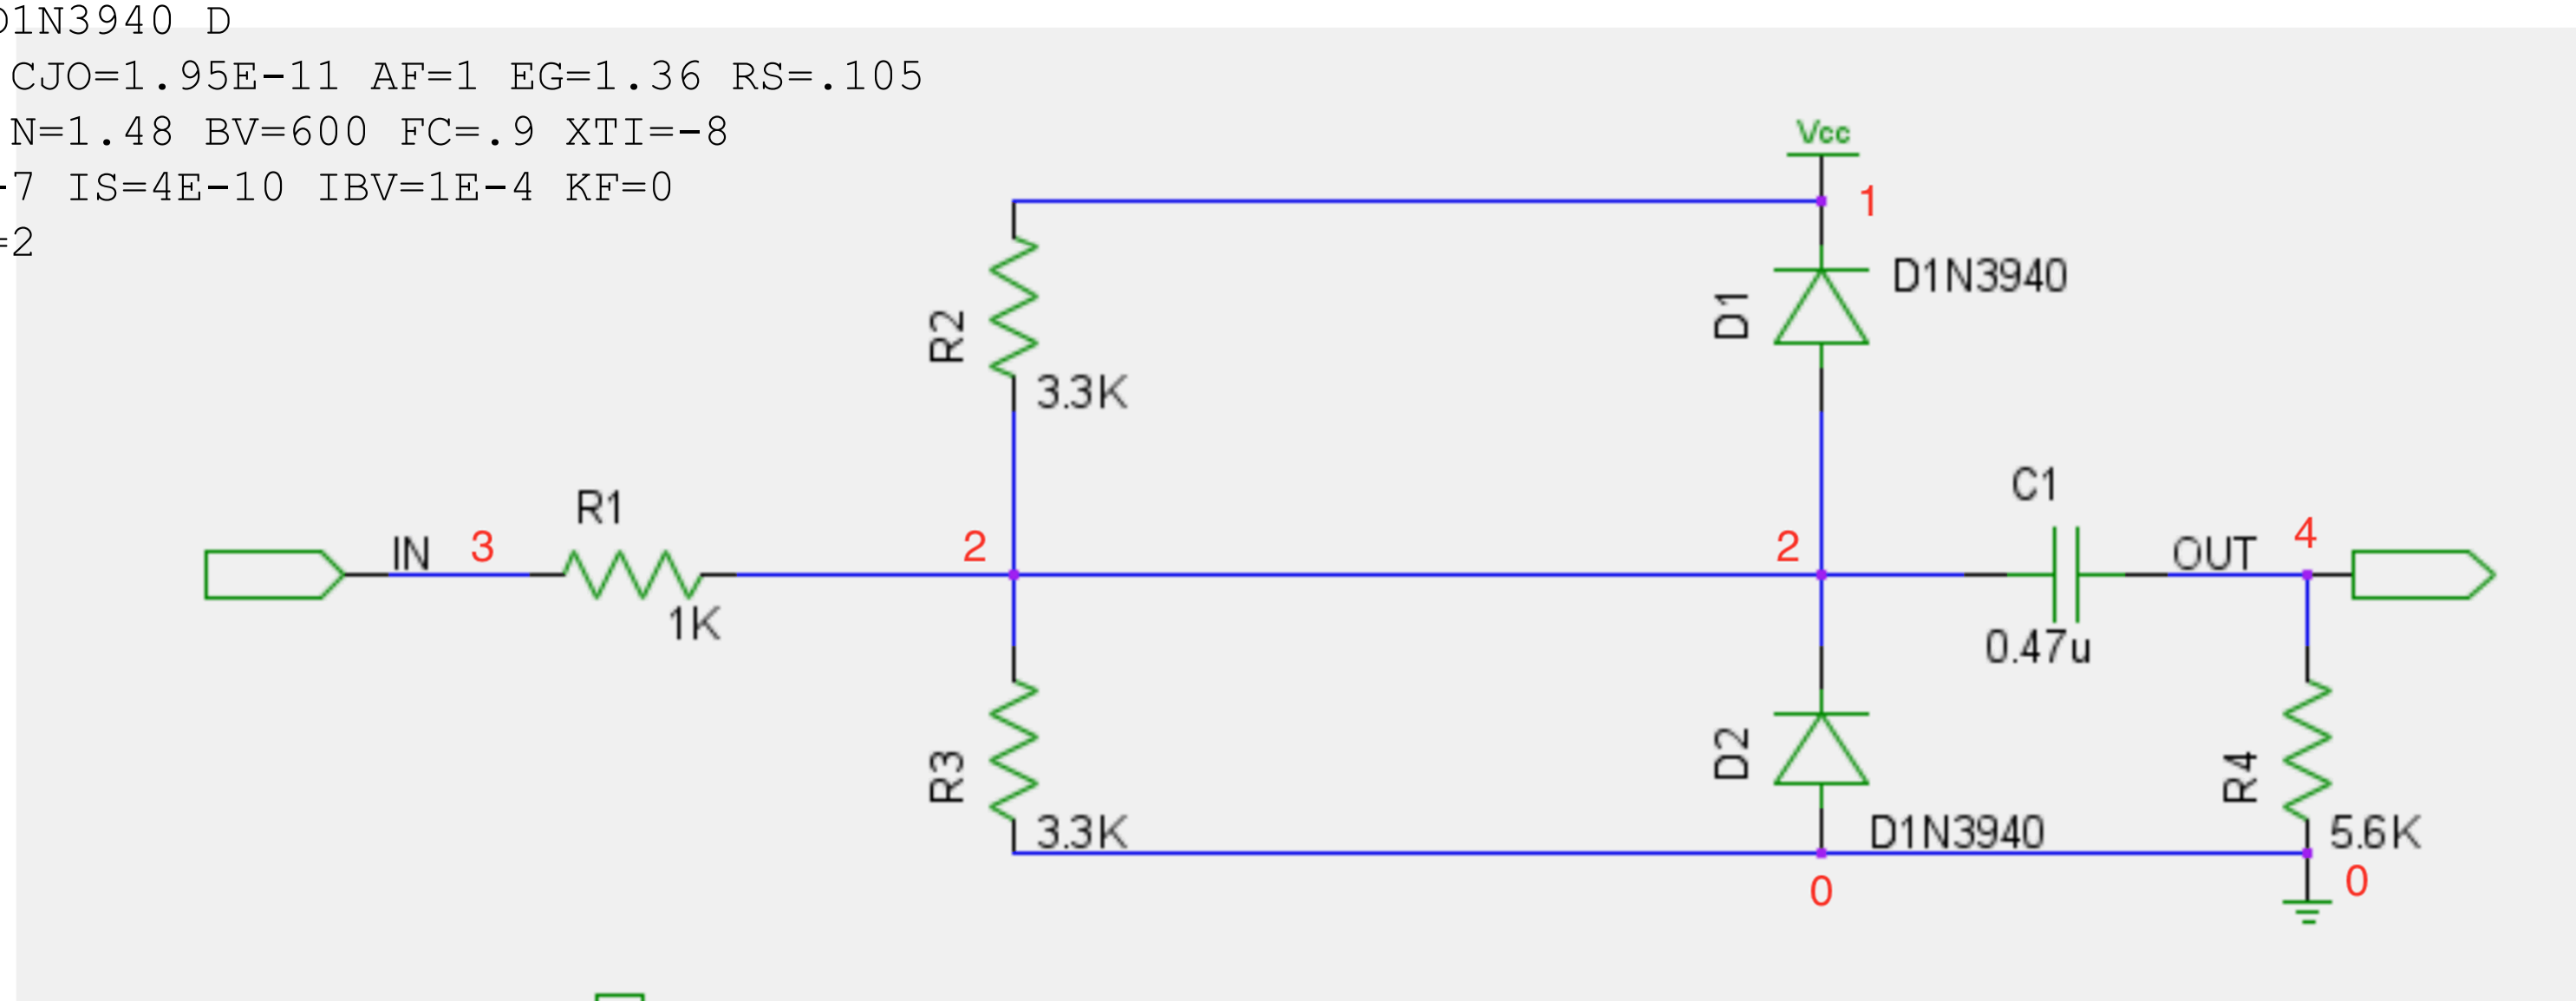 D1N3940 D
CJO=1.95E-11 AF=1 EG=1.36 RS=.105
N=1.48 BV=600 FC=.9 XTI=-8
-7 IS=4E-10 IBV=1E-4 KF=0
=2
Vcc
1
D1N3940
D1
R2
3.3K
C1
R1
IN
3
2
2
OUT
4
1K
0.47u
D2
R3
R4
3.3K
D1N3940
5.6K
0
0